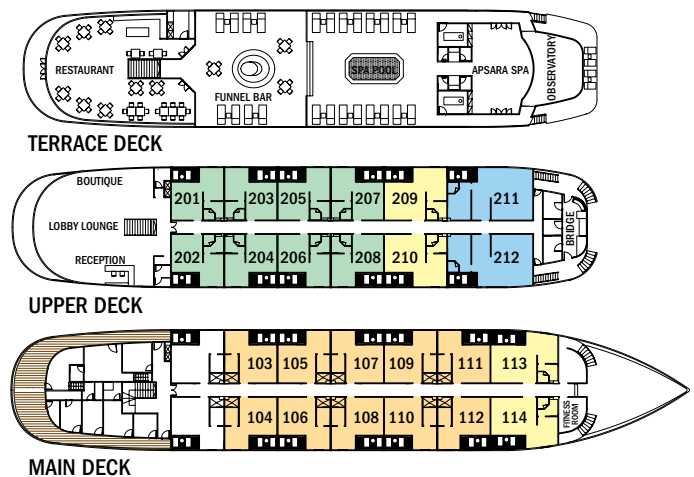 RESTAURANT
FUNNEL BAR
SPA POOL
APSARA SPA
OBSERVATORY
TERRACE DECK
BOUTIQUE
LOBBY LOUNGE
RECEPTION
201 203 205 207 209 211
202 204 206 208 210 212
BRIDGE
UPPER DECK
103 105 107 109 111 113
104 106 108 110 112 114
FITNESS
ROOM
MAIN DECK